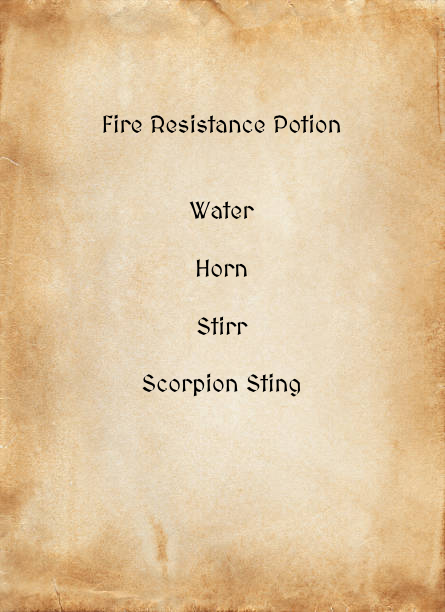 Fire Resistance Potion
Water
Horn
Stirr
Scorpion Sting